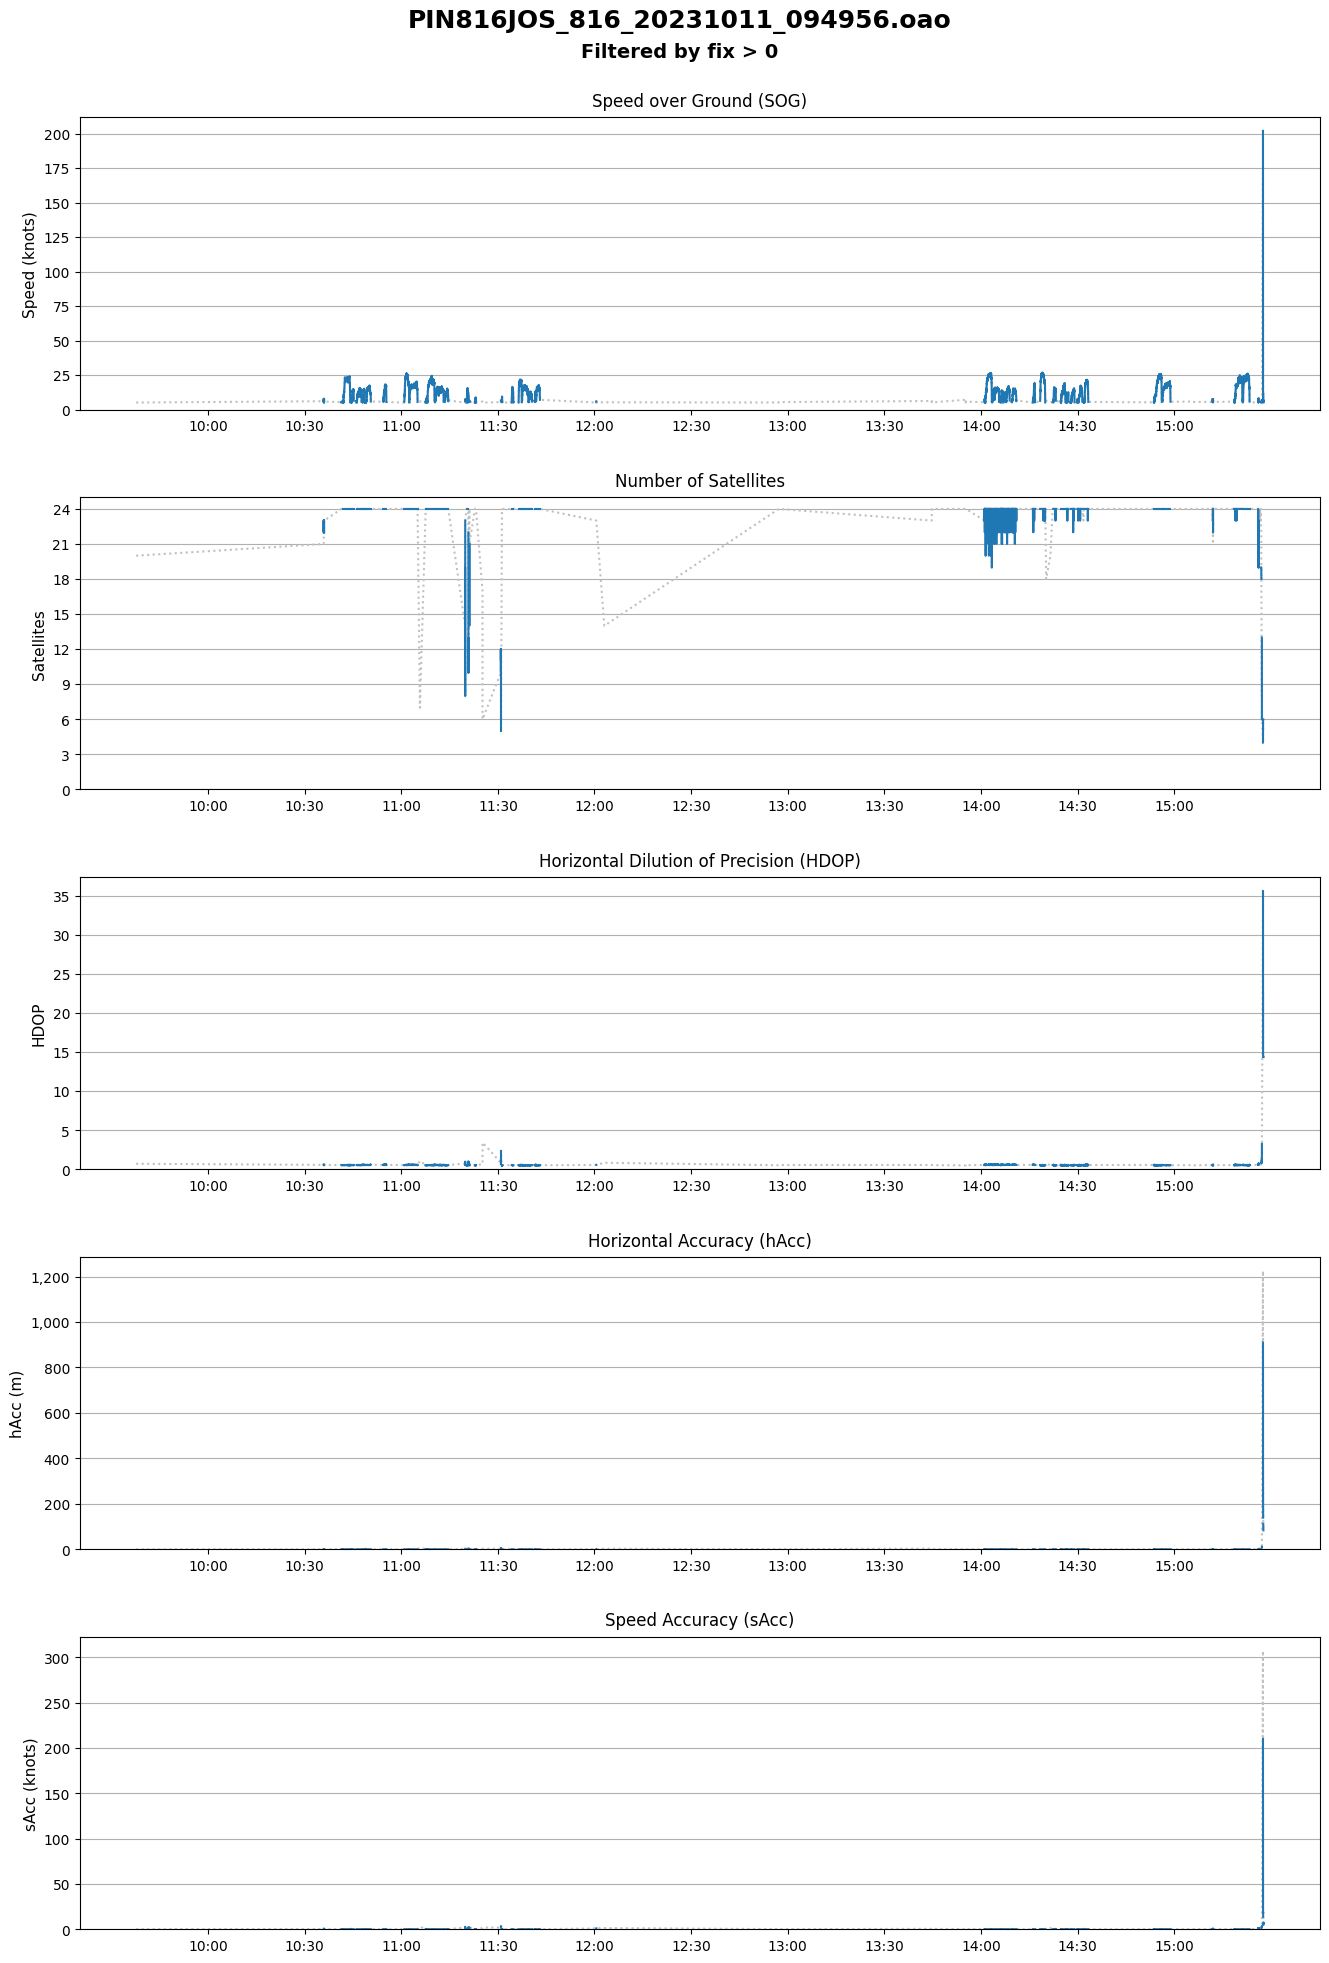 PIN816JOS_816_20231011_094956.oao
Filtered by fix > 0
Speed over Ground (SOG)
Speed (knots)
200
175
150
125
100
75
50
25
0
10:00 10:30 11:00 11:30 12:00 12:30 13:00 13:30 14:00 14:30 15:00
Number of Satellites
Satellites
24
21
18
15
12
9
6
3
0
10:00 10:30 11:00 11:30 12:00 12:30 13:00 13:30 14:00 14:30 15:00
Horizontal Dilution of Precision (HDOP)
HDOP
35
30
25
20
15
10
5
0
10:00 10:30 11:00 11:30 12:00 12:30 13:00 13:30 14:00 14:30 15:00
Horizontal Accuracy (hAcc)
hAcc (m)
1,200
1,000
800
600
400
200
0
10:00 10:30 11:00 11:30 12:00 12:30 13:00 13:30 14:00 14:30 15:00
Speed Accuracy (sAcc)
sAcc (knots)
300
250
200
150
100
50
0
10:00 10:30 11:00 11:30 12:00 12:30 13:00 13:30 14:00 14:30 15:00